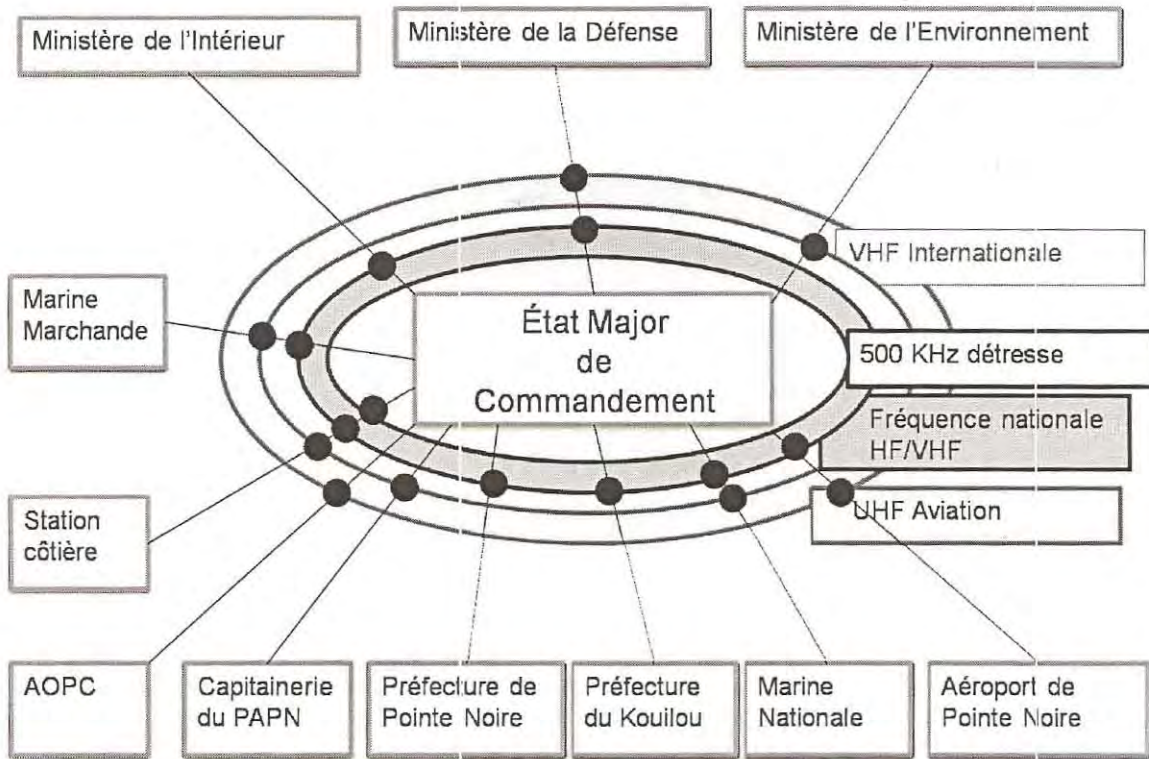 Ministère de l'Intérieur
Ministère de la Défense
Ministère de l'Environnement
VHF Internationale
Marine
Marchande
État Major
de
Commandement
500 KHz détresse
Fréquence nationale
HF/VHF
UHF Aviation
Station
côtière
AOPC
Capitainerie
du PAPN
Préfecture de
Pointe Noire
Préfecture
du Kouilou
Marine
Nationale
Aéroport de
Pointe Noire